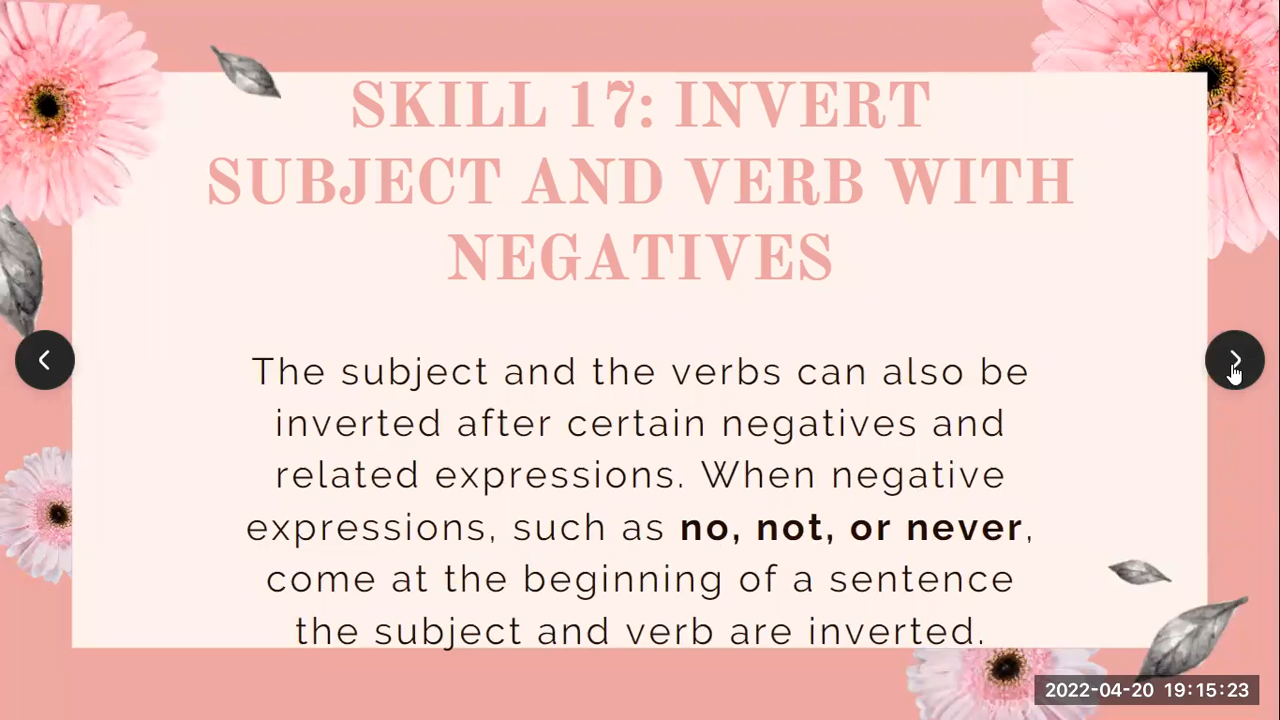 SKILL 17: INVERT
SUBJECT AND VERB WITH
NEGATIVES
The subject and the verbs can also be
inverted after certain negatives and
related expressions. When negative
expressions, such as no, not, or never,
come at the beginning of a sentence
the subject and verb are inverted.
2022-04-20 19:15:23